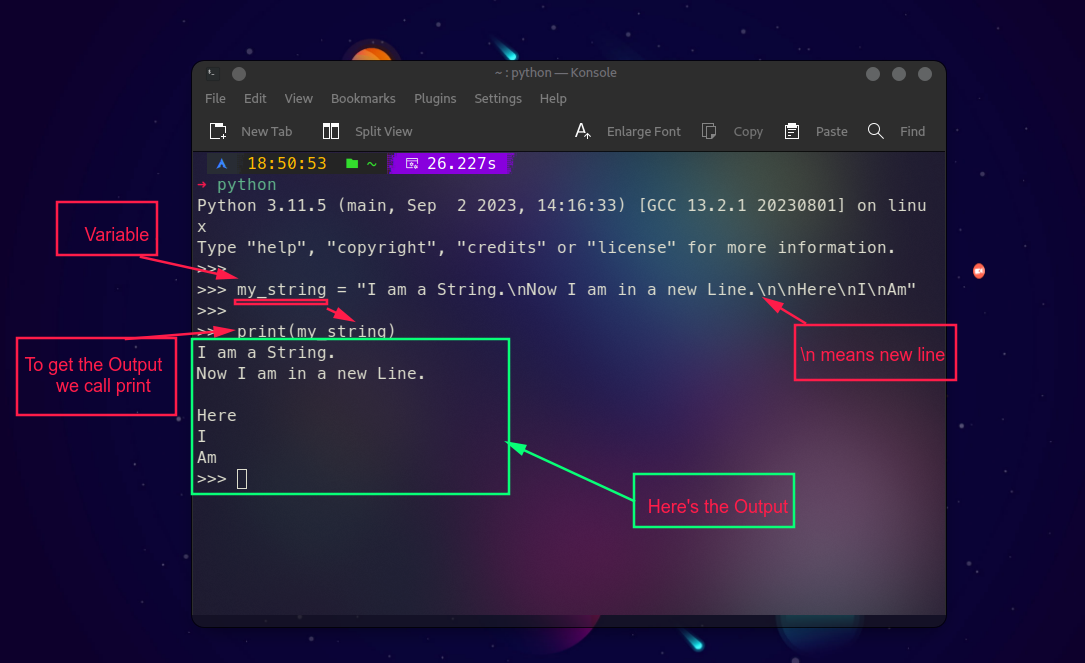 ~ : python — Konsole
File Edit View Bookmarks Plugins Settings Help
New Tab Split View Enlarge Font Copy Paste Find
18:50:53 ~ 26.227s
→ python
Python 3.11.5 (main, Sep  2 2023, 14:16:33) [GCC 13.2.1 20230801] on linu
x
Type "help", "copyright", "credits" or "license" for more information.
>>>
>>> my_string = "I am a String.\nNow I am in a new Line.\n\nHere\nI\nAm"
>>>
>>> print(my_string)
I am a String.
Now I am in a new Line.
Here
I
Am
>>>
Variable
To get the Output
we call print
\n means new line
Here's the Output